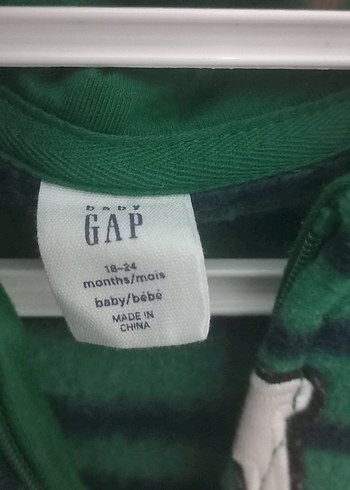 baby
GAP
18-24
months/mois
baby/bébé
MADE IN
CHINA